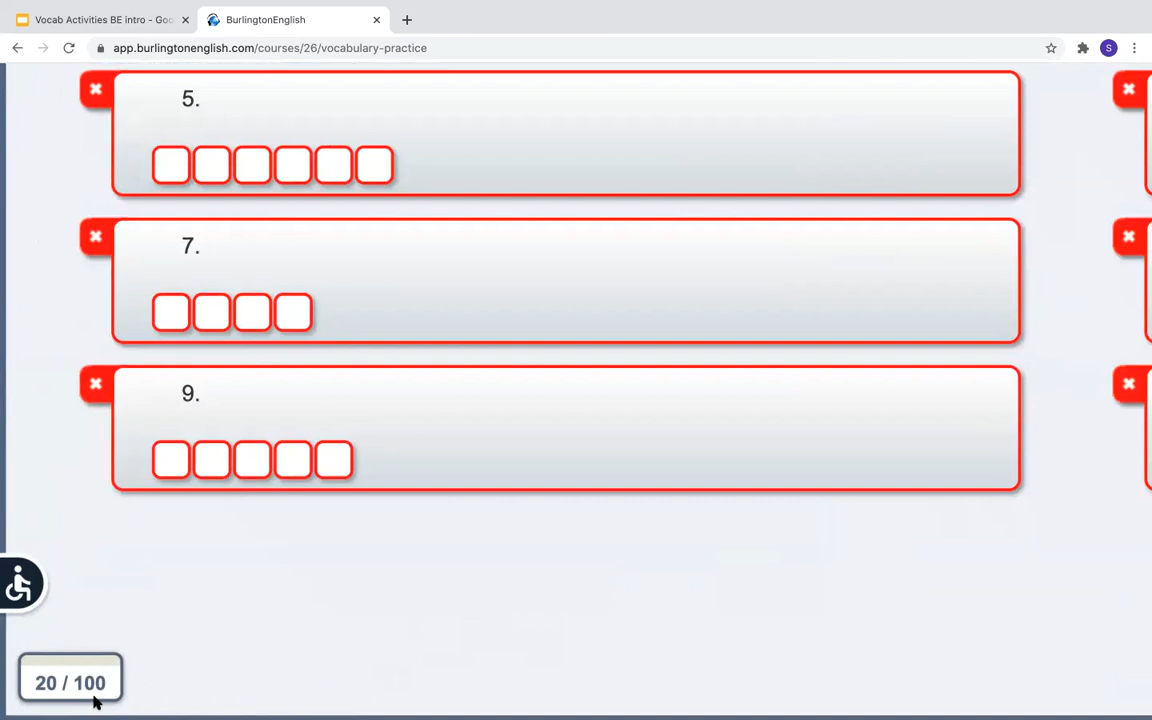 Vocab Activities BE intro - Goo
BurlingtonEnglish
app.burlingtonenglish.com/courses/26/vocabulary-practice
S
5.
7.
9.
20 / 100